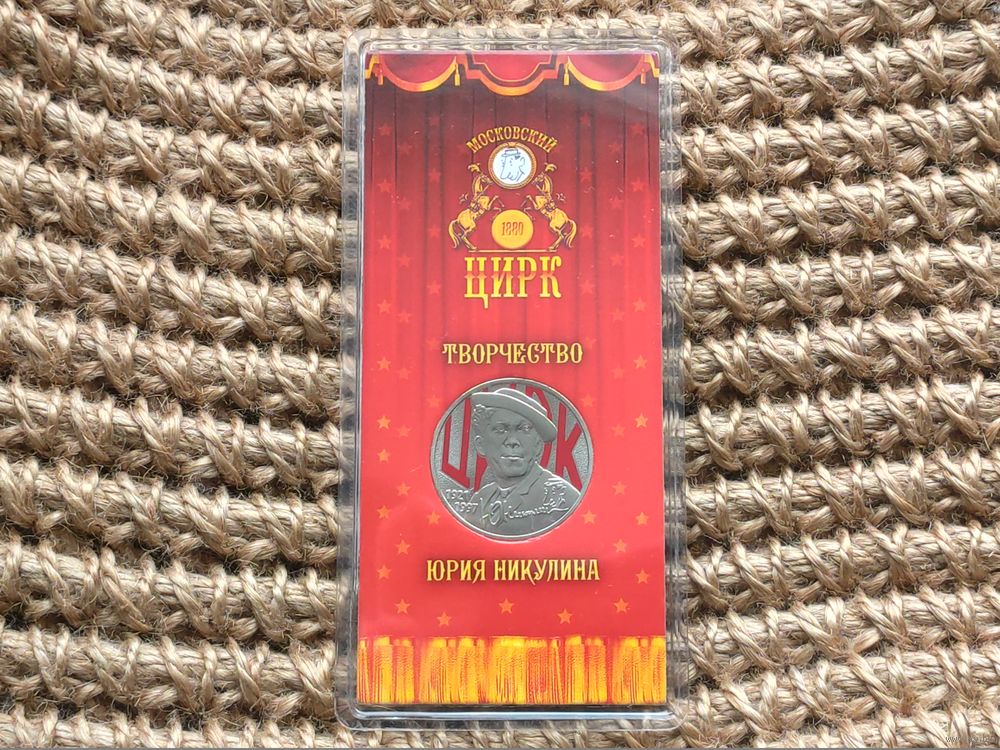 МОСКОВСКИЙ
1880
ЦИРК
ТВОРЧЕСТВО
ЦИРК
1921
1997
ЮРИЯ НИКУЛИНА